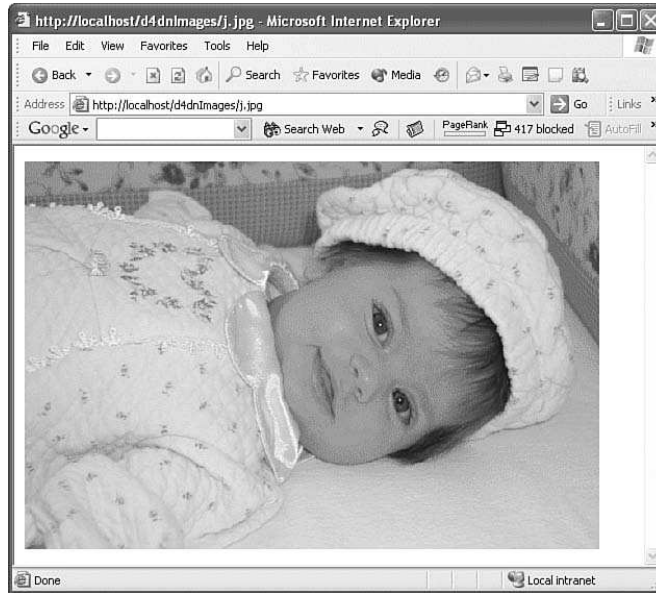 http://localhost/d4dnImages/j.jpg - Microsoft Internet Explorer
File Edit View Favorites Tools Help
Back Search Favorites Media
Address http://localhost/d4dnImages/j.jpg Go Links »
Google Search Web PageRank 417 blocked AutoFill »
Done Local intranet